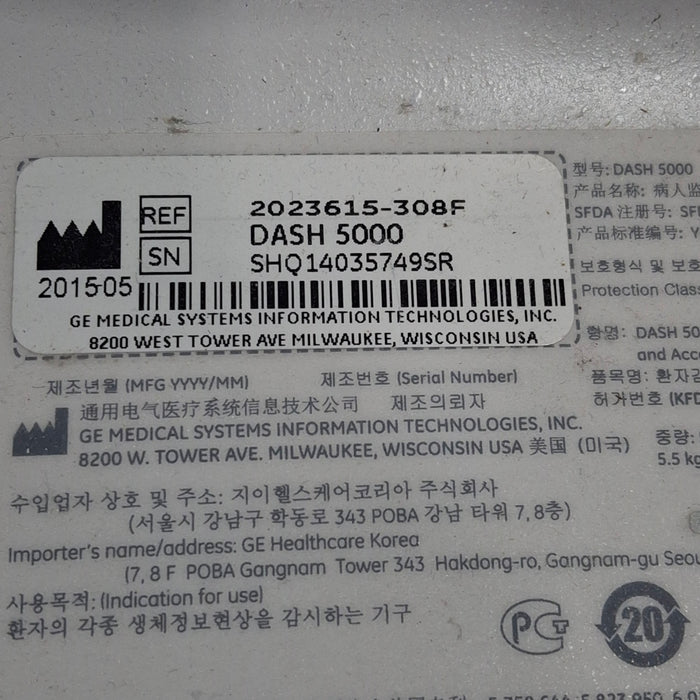 REF 2023615-308F
DASH 5000
SN SHQ14035749SR
2015-05
GE MEDICAL SYSTEMS INFORMATION TECHNOLOGIES, INC.
8200 WEST TOWER AVE MILWAUKEE, WISCONSIN USA
型号: DASH 5000
产品名称: 病人监
SFDA 注册号: SF
产品标准编号: Y
보호형식 및 보호
Protection Clas
형명: DASH 50
and Acc
품목명: 환자감
허가번호 (KFD
중량:
5.5 kg
제조년월 (MFG YYYY/MM) 제조번호 (Serial Number)
通用电气医疗系统信息技术公司 제조의뢰자
GE MEDICAL SYSTEMS INFORMATION TECHNOLOGIES, INC.
8200 W. TOWER AVE. MILWAUKEE, WISCONSIN USA 美国 (미국)
수입업자 상호 및 주소: 지이헬스케어코리아 주식회사
(서울시 강남구 학동로 343 POBA 강남 타워 7, 8층)
Importer's name/address: GE Healthcare Korea
(7, 8 F POBA Gangnam Tower 343 Hakdong-ro, Gangnam-gu Seou
사용목적: (Indication for use)
환자의 각종 생체정보현상을 감시하는 기구
20